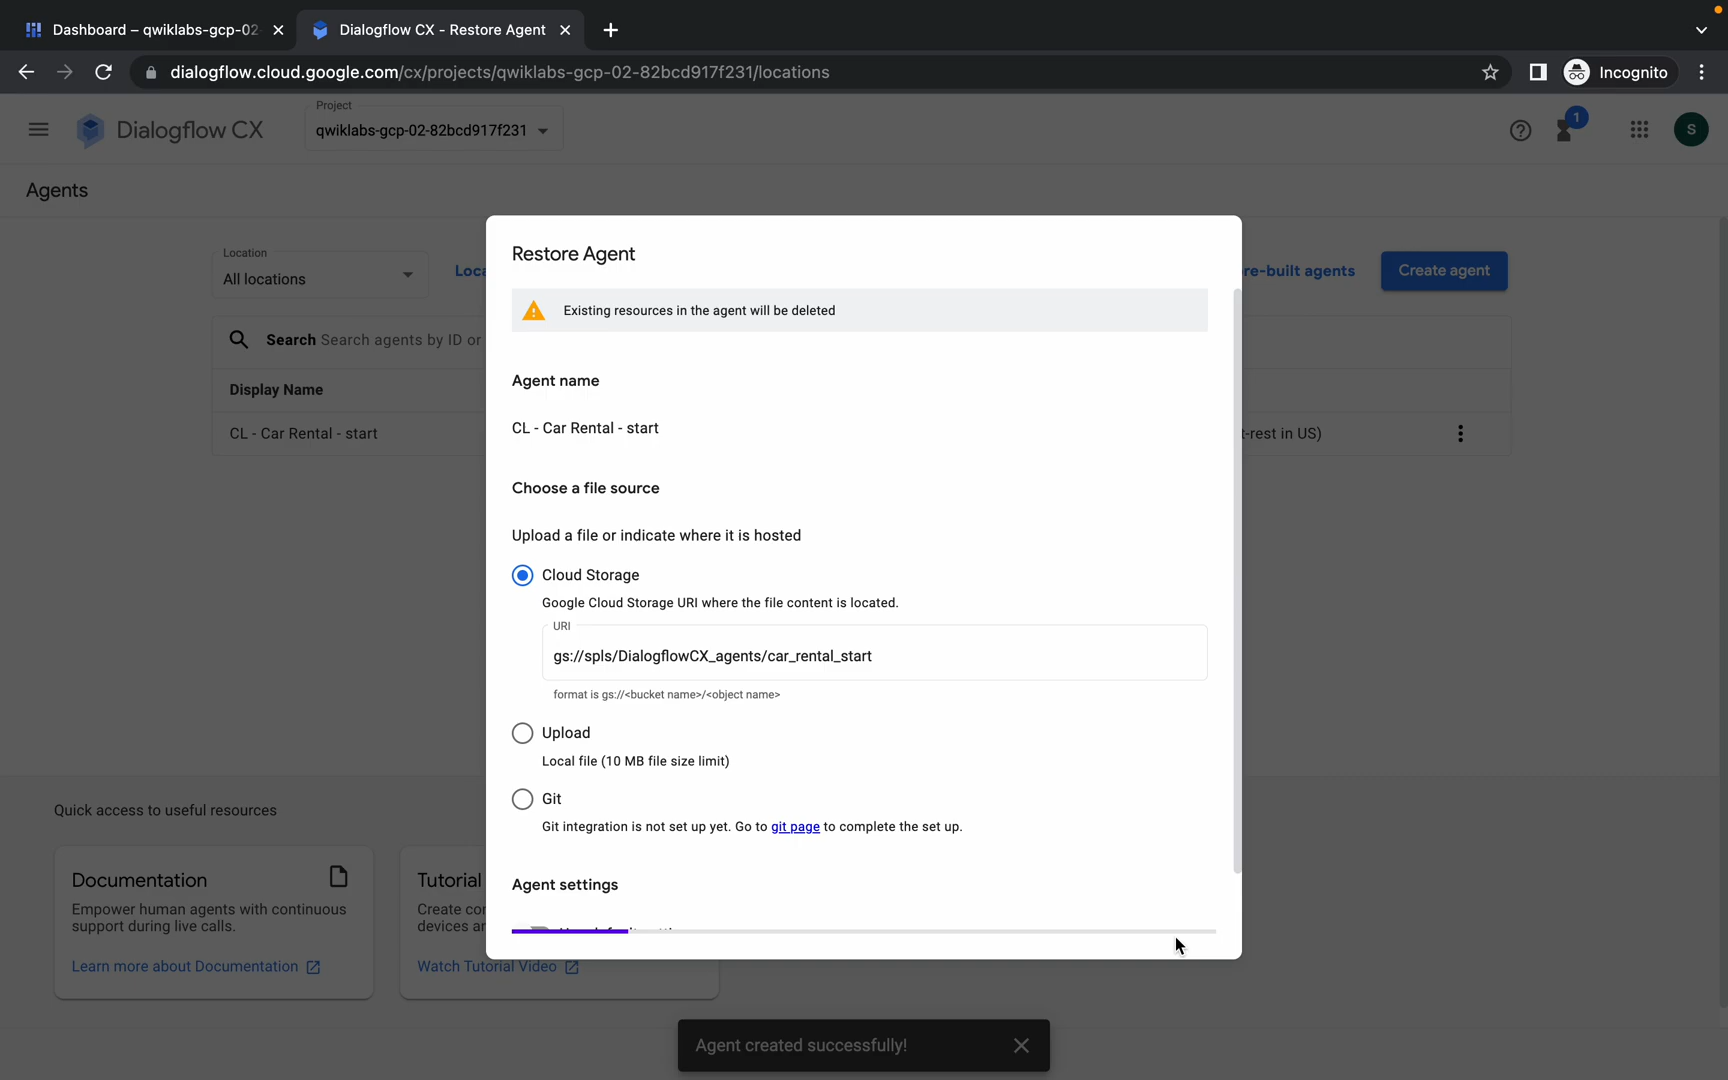 Dashboard – qwiklabs-gcp-02
Dialogflow CX - Restore Agent
dialogflow.cloud.google.com/cx/projects/qwiklabs-gcp-02-82bcd917f231/locations
Incognito
Dialogflow CX
Project
qwiklabs-gcp-02-82bcd917f231
1
S
Agents
Location
All locations
Loca
re-built agents
Create agent
Search Search agents by ID or
Display Name
CL - Car Rental - start
t-rest in US)
Restore Agent
Existing resources in the agent will be deleted
Agent name
CL - Car Rental - start
Choose a file source
Upload a file or indicate where it is hosted
Cloud Storage
Google Cloud Storage URI where the file content is located.
URI
gs://spls/DialogflowCX_agents/car_rental_start
format is gs://<bucket name>/<object name>
Upload
Local file (10 MB file size limit)
Git
Git integration is not set up yet. Go to git page to complete the set up.
Agent settings
Quick access to useful resources
Documentation
Empower human agents with continuous
support during live calls.
Learn more about Documentation
Tutorial
Create cor
devices ar
Watch Tutorial Video
Agent created successfully!